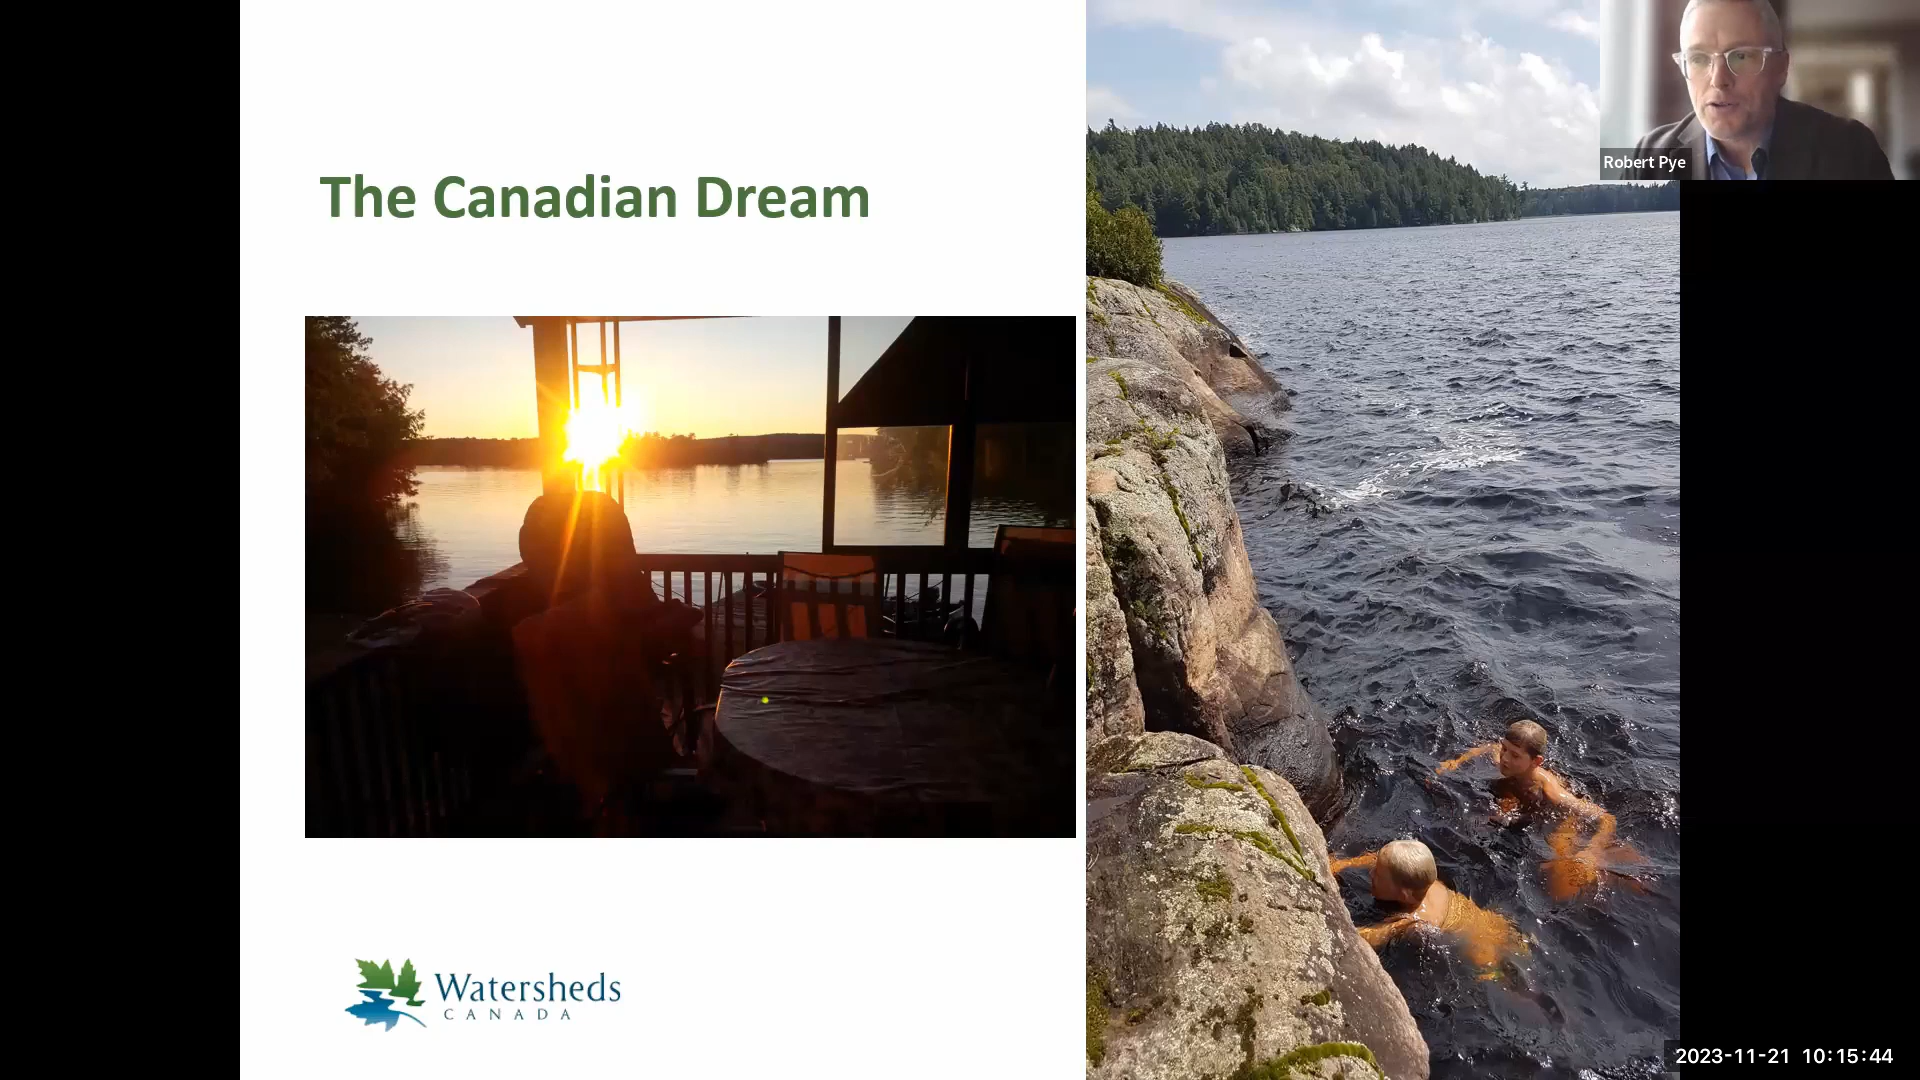 The Canadian Dream
Robert Pye
Watersheds
CANADA
2023-11-21 10:15:44